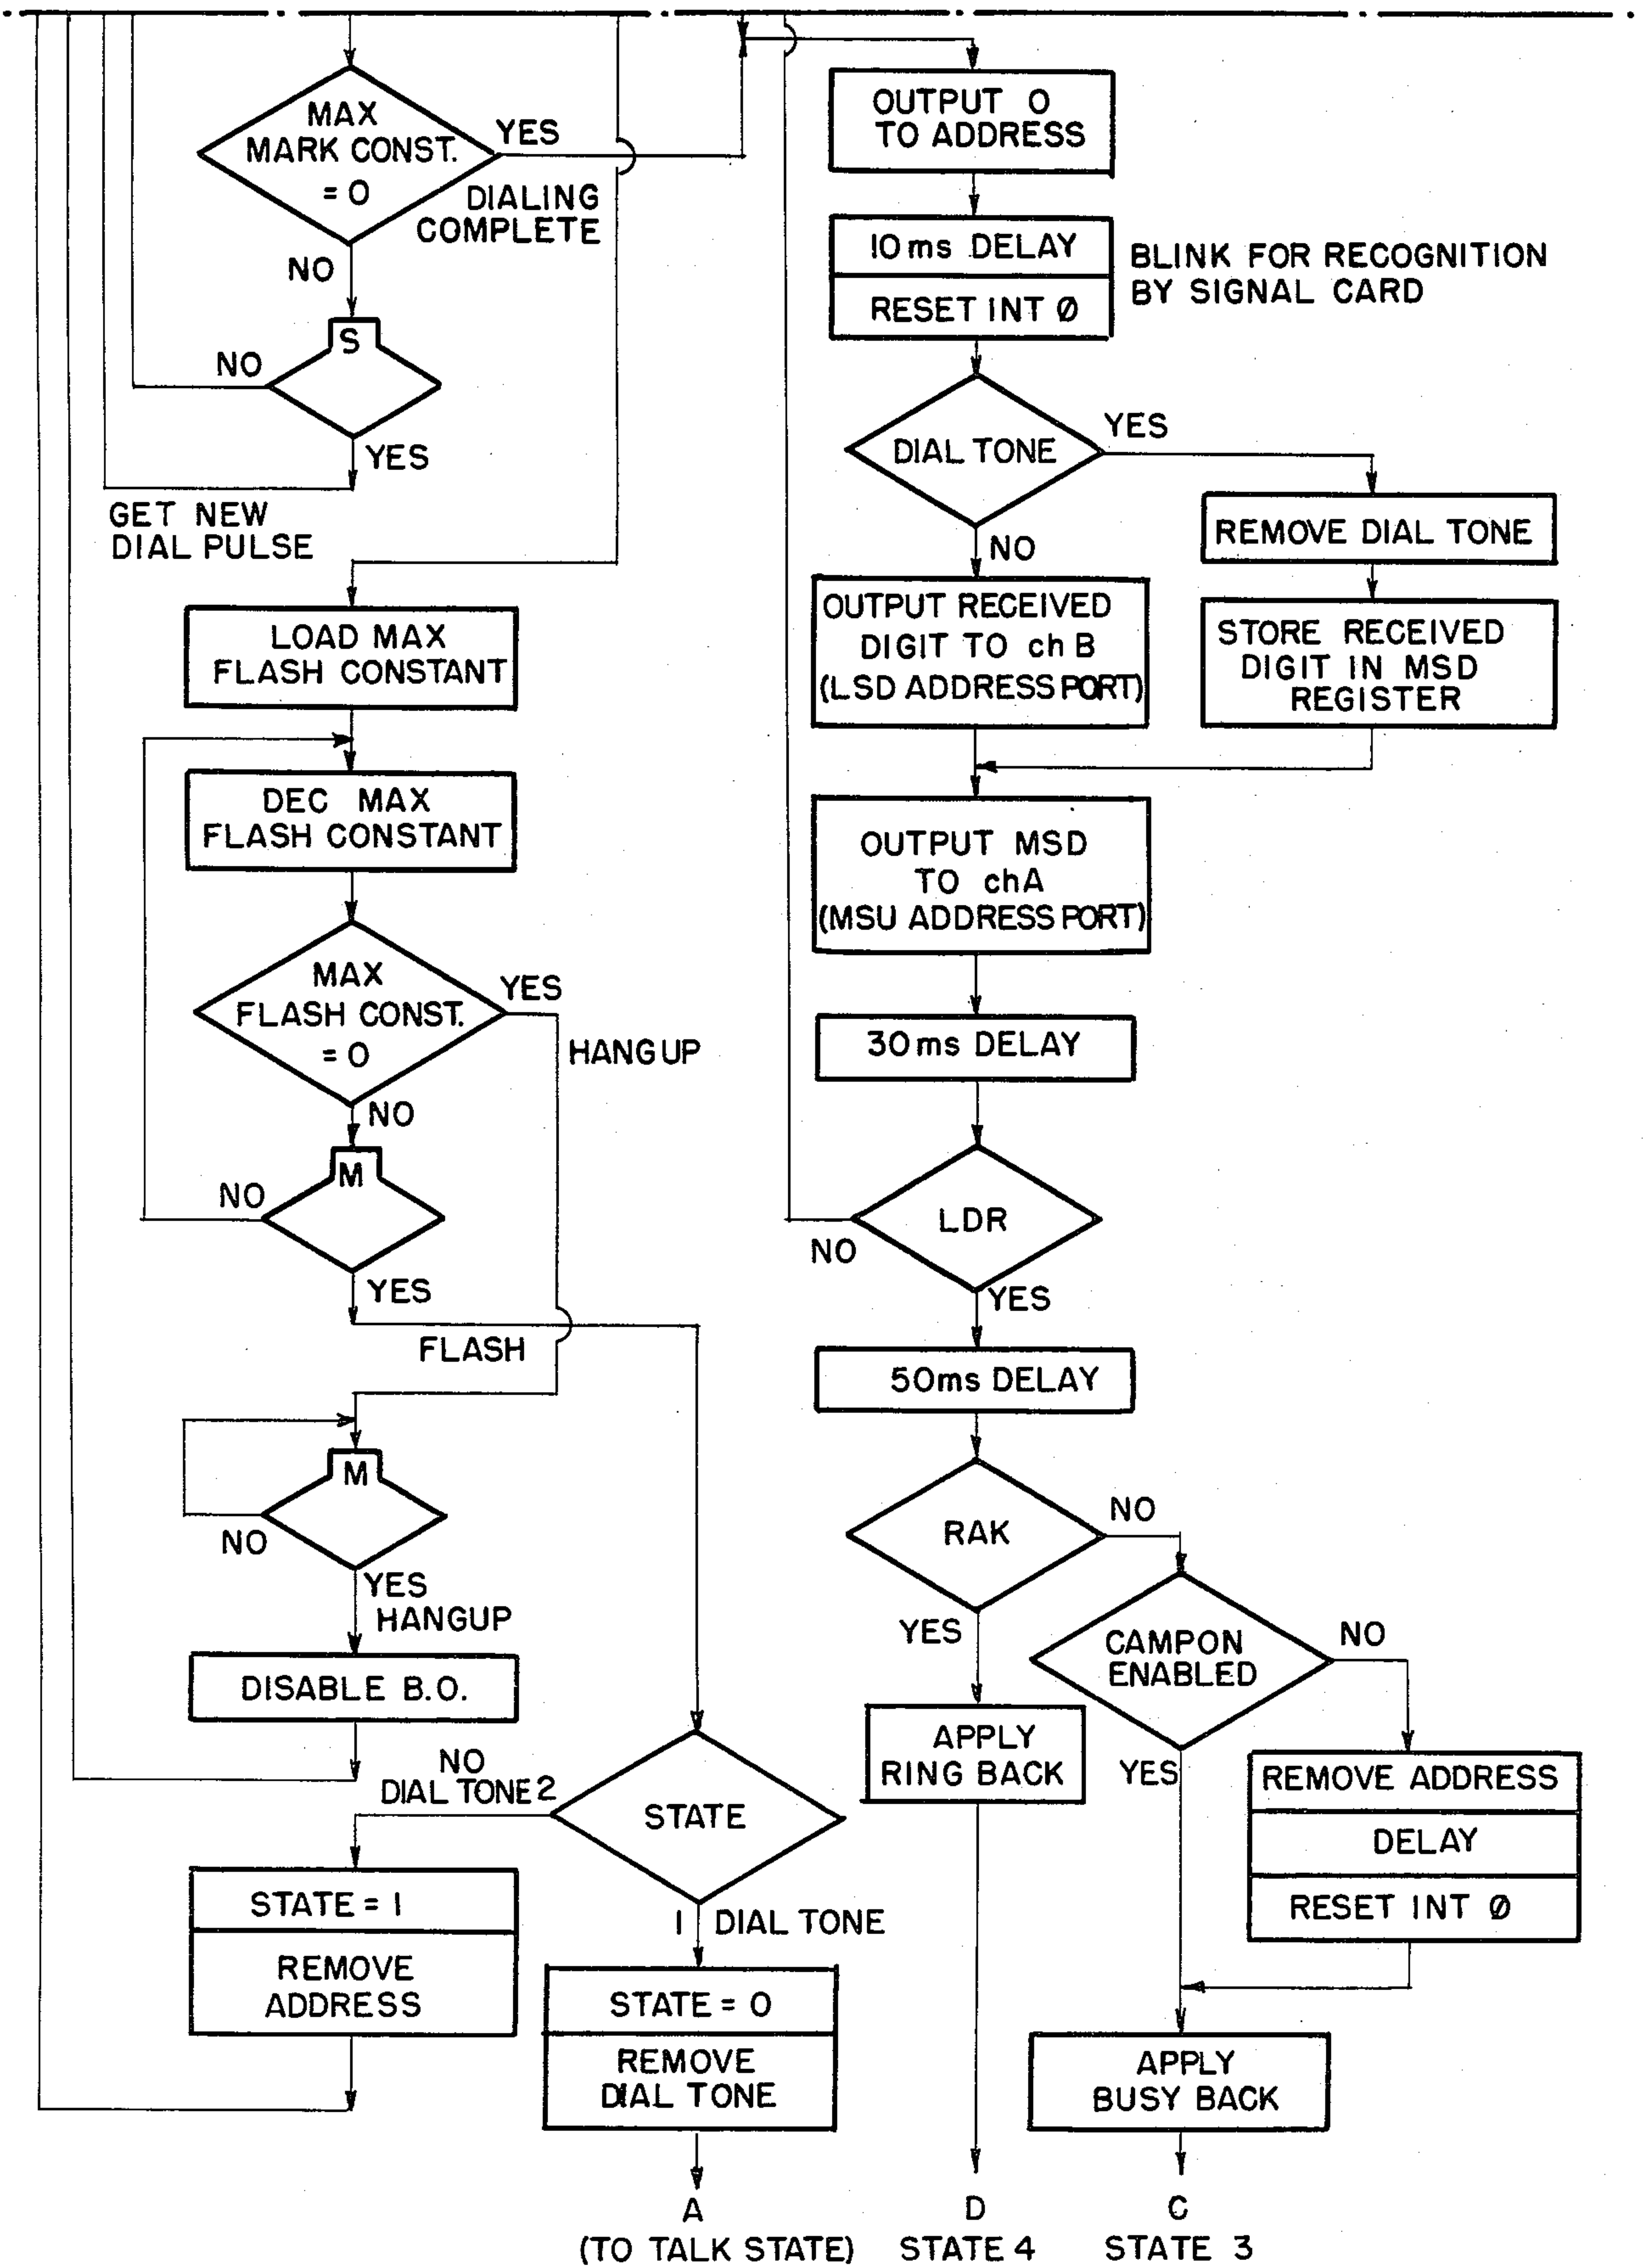 MAX
MARK CONST.
= 0
YES
DIALING
COMPLETE
NO
S
NO
YES
GET NEW
DIAL PULSE
LOAD MAX
FLASH CONSTANT
DEC MAX
FLASH CONSTANT
MAX
FLASH CONST.
= 0
YES
HANGUP
NO
M
NO
YES
FLASH
M
NO
YES
HANGUP
DISABLE B.O.
NO
DIAL TONE 2
STATE
STATE = 1
REMOVE
ADDRESS
1 DIAL TONE
STATE = 0
REMOVE
DIAL TONE
A
(TO TALK STATE)
OUTPUT 0
TO ADDRESS
10ms DELAY
RESET INT Ø
BLINK FOR RECOGNITION
BY SIGNAL CARD
DIAL TONE
YES
REMOVE DIAL TONE
STORE RECEIVED
DIGIT IN MSD
REGISTER
NO
OUTPUT RECEIVED
DIGIT TO ch B
(LSD ADDRESS PORT)
OUTPUT MSD
TO chA
(MSU ADDRESS PORT)
30ms DELAY
LDR
NO
YES
50ms DELAY
RAK
NO
YES
CAMPON
ENABLED
NO
YES
APPLY
RING BACK
REMOVE ADDRESS
DELAY
RESET INT Ø
APPLY
BUSY BACK
D
STATE 4
C
STATE 3